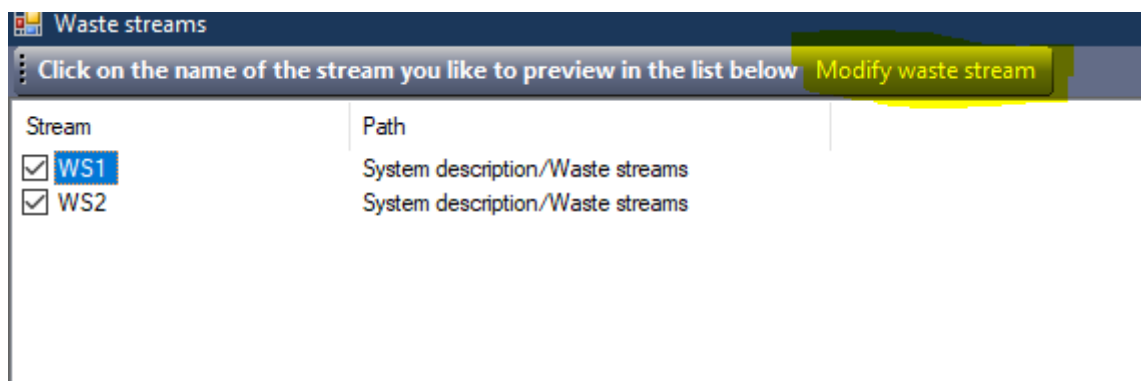 Waste streams
Click on the name of the stream you like to preview in the list below Modify waste stream
Stream Path
WS1 System description/Waste streams
WS2 System description/Waste streams